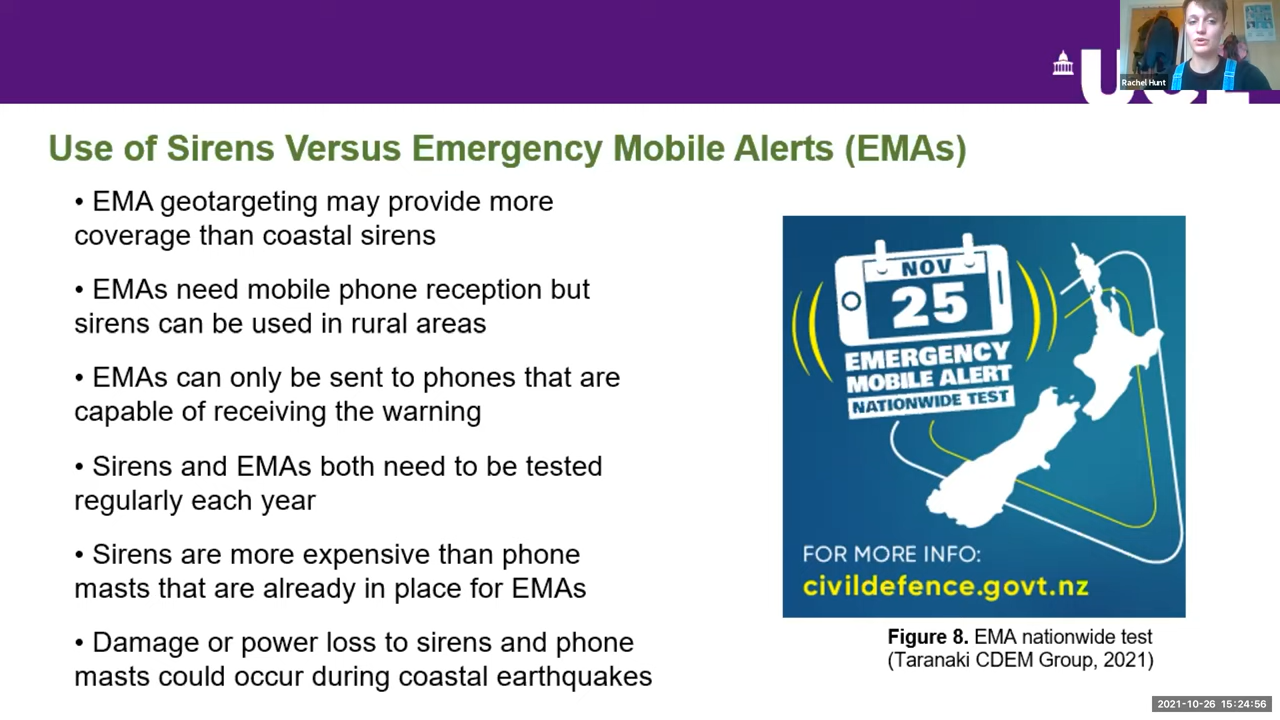 Rachel Hunt
Use of Sirens Versus Emergency Mobile Alerts (EMAs)
• EMA geotargeting may provide more
coverage than coastal sirens
• EMAs need mobile phone reception but
sirens can be used in rural areas
• EMAs can only be sent to phones that are
capable of receiving the warning
• Sirens and EMAs both need to be tested
regularly each year
• Sirens are more expensive than phone
masts that are already in place for EMAs
• Damage or power loss to sirens and phone
masts could occur during coastal earthquakes
NOV
25
EMERGENCY
MOBILE ALERT
NATIONWIDE TEST
FOR MORE INFO:
civildefence.govt.nz
Figure 8. EMA nationwide test
(Taranaki CDEM Group, 2021)
2021-10-26 15:24:56